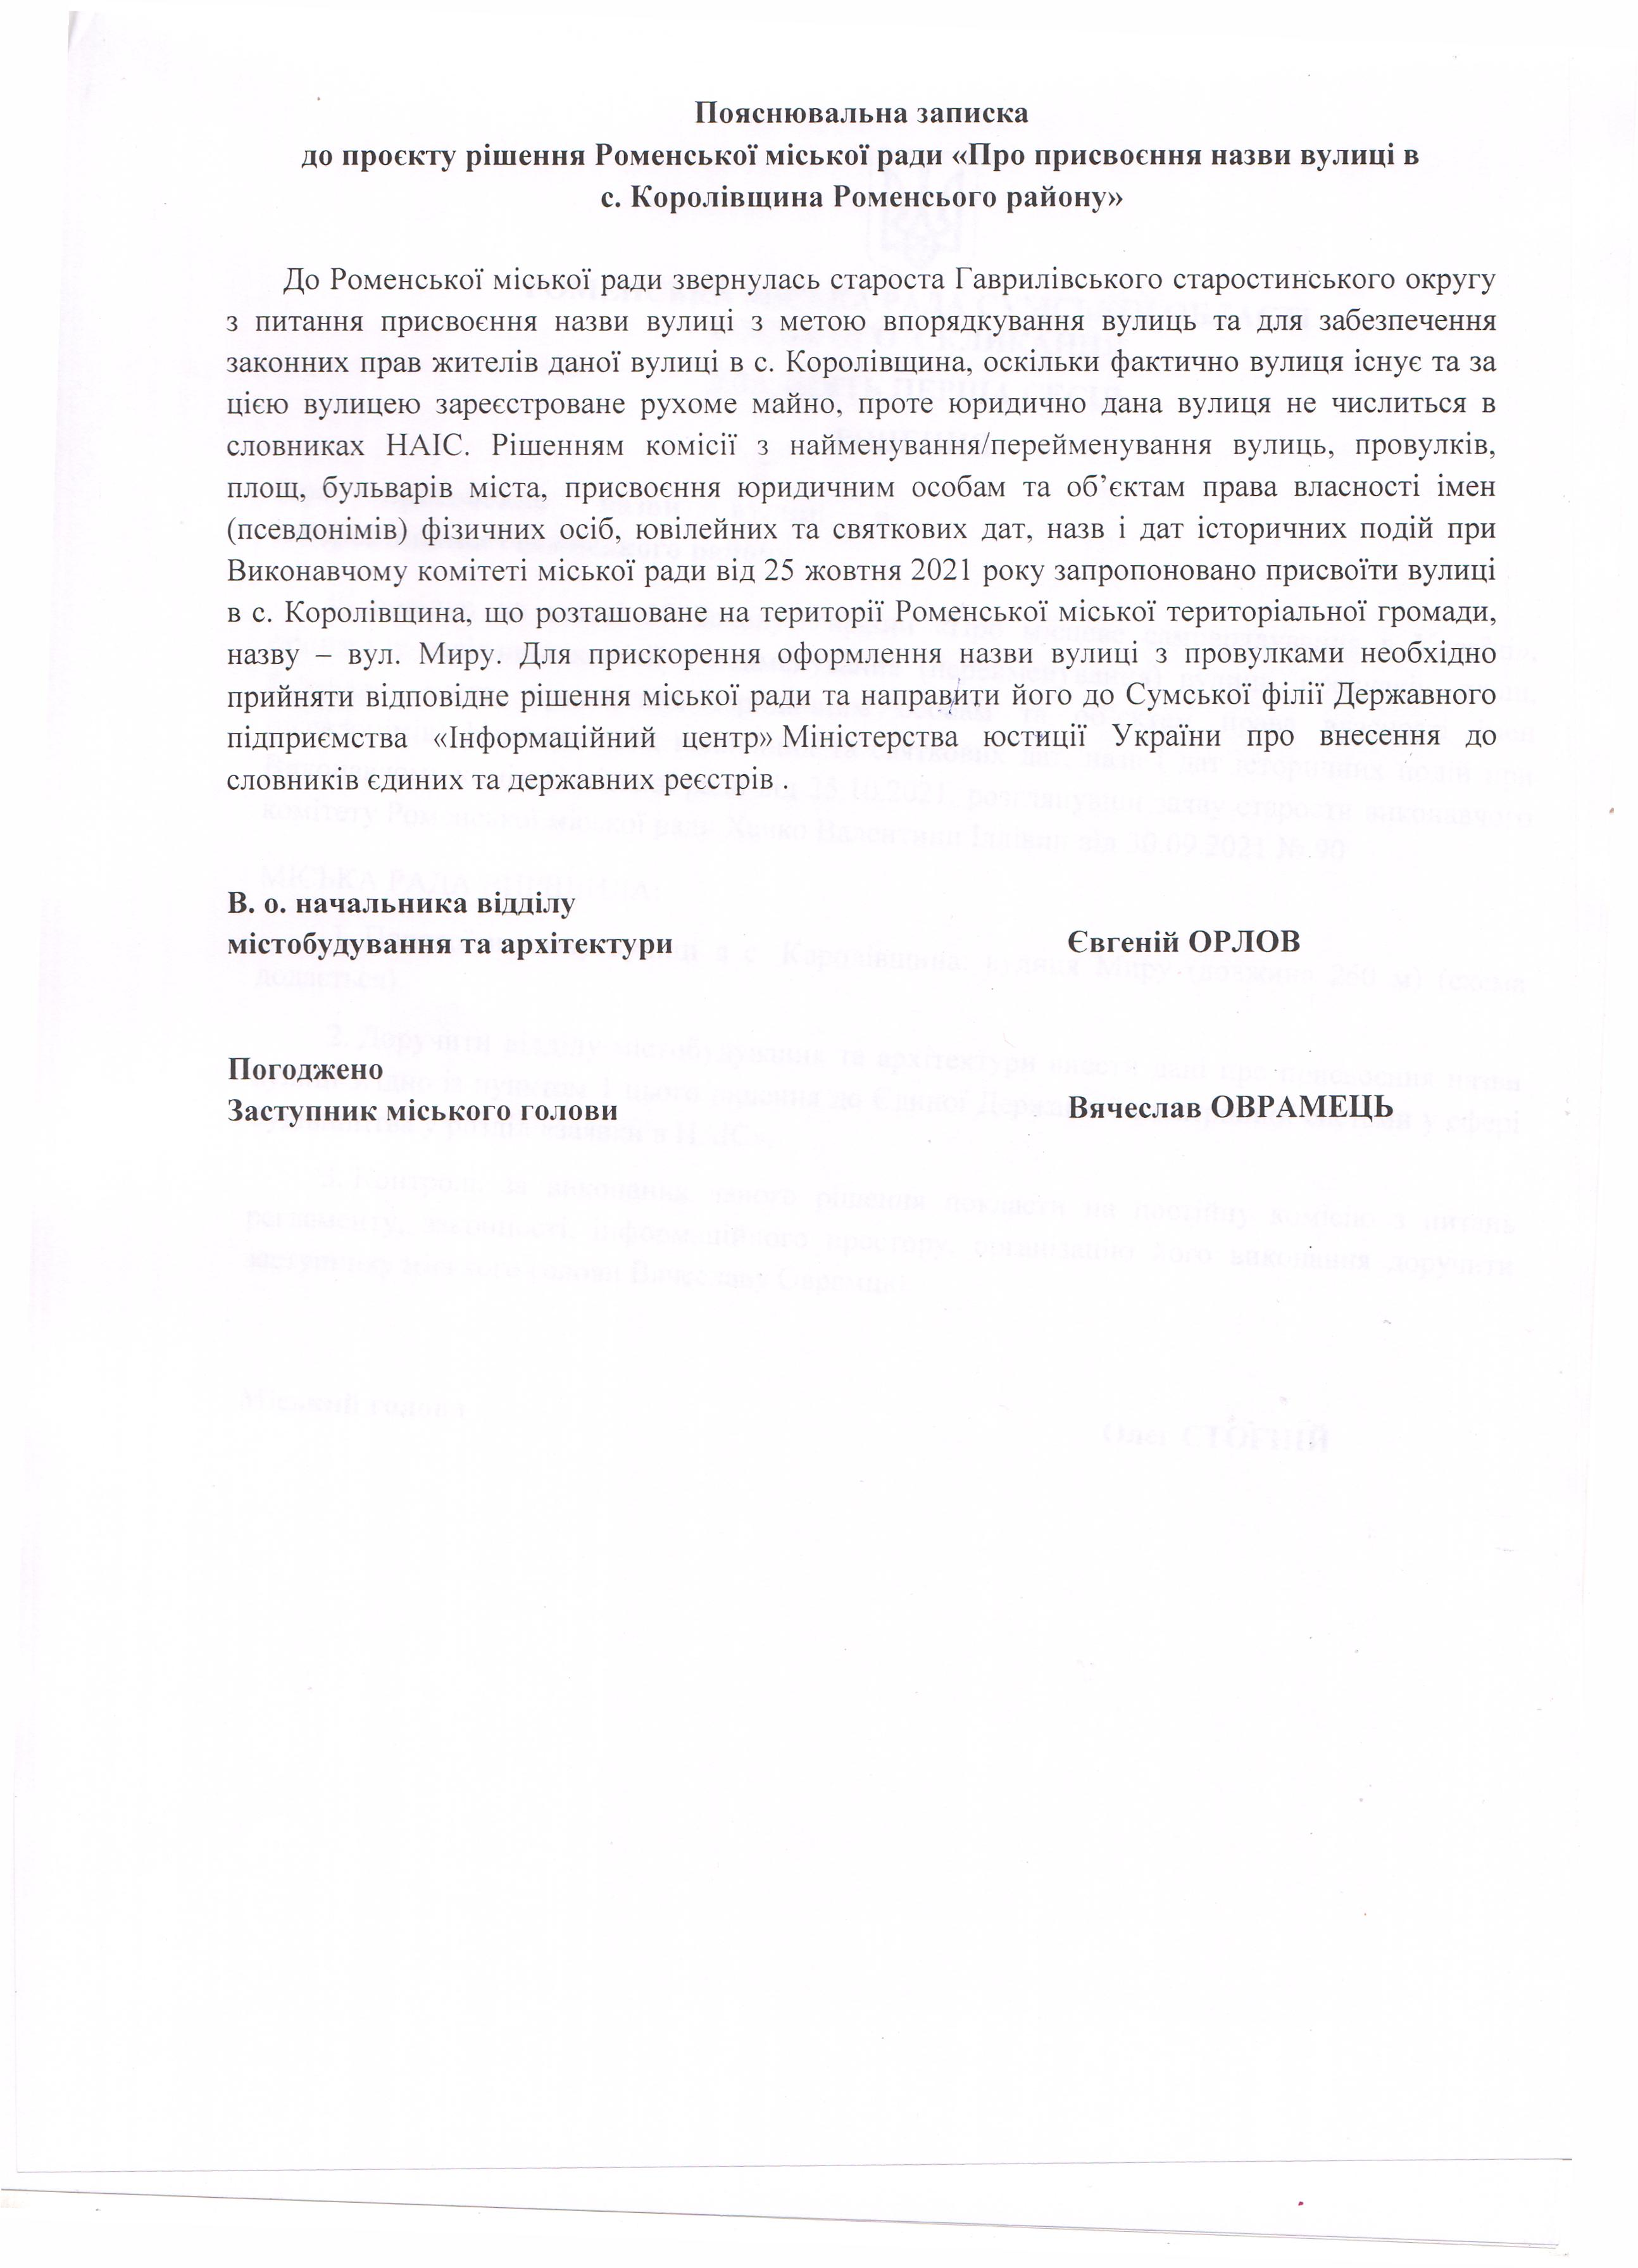 Пояснювальна записка
до проєкту рішення Роменської міської ради «Про присвоєння назви вулиці в
с. Королівщина Роменсього району»
До Роменської міської ради звернулась староста Гаврилівського старостинського округу
з питання присвоєння назви вулиці з метою впорядкування вулиць та для забезпечення
законних прав жителів даної вулиці в с. Королівщина, оскільки фактично вулиця існує та за
цією вулицею зареєстроване рухоме майно, проте юридично дана вулиця не числиться в
словниках НАІС. Рішенням комісії з найменування/перейменування вулиць, провулків,
площ, бульварів міста, присвоєння юридичним особам та об’єктам права власності імен
(псевдонімів) фізичних осіб, ювілейних та святкових дат, назв і дат історичних подій при
Виконавчому комітеті міської ради від 25 жовтня 2021 року запропоновано присвоїти вулиці
в с. Королівщина, що розташоване на території Роменської міської територіальної громади,
назву – вул. Миру. Для прискорення оформлення назви вулиці з провулками необхідно
прийняти відповідне рішення міської ради та направити його до Сумської філії Державного
підприємства «Інформаційний центр» Міністерства юстиції України про внесення до
словників єдиних та державних реєстрів .
В. о. начальника відділу
містобудування та архітектури Євгеній ОРЛОВ
Погоджено
Заступник міського голови Вячеслав ОВРАМЕЦЬ